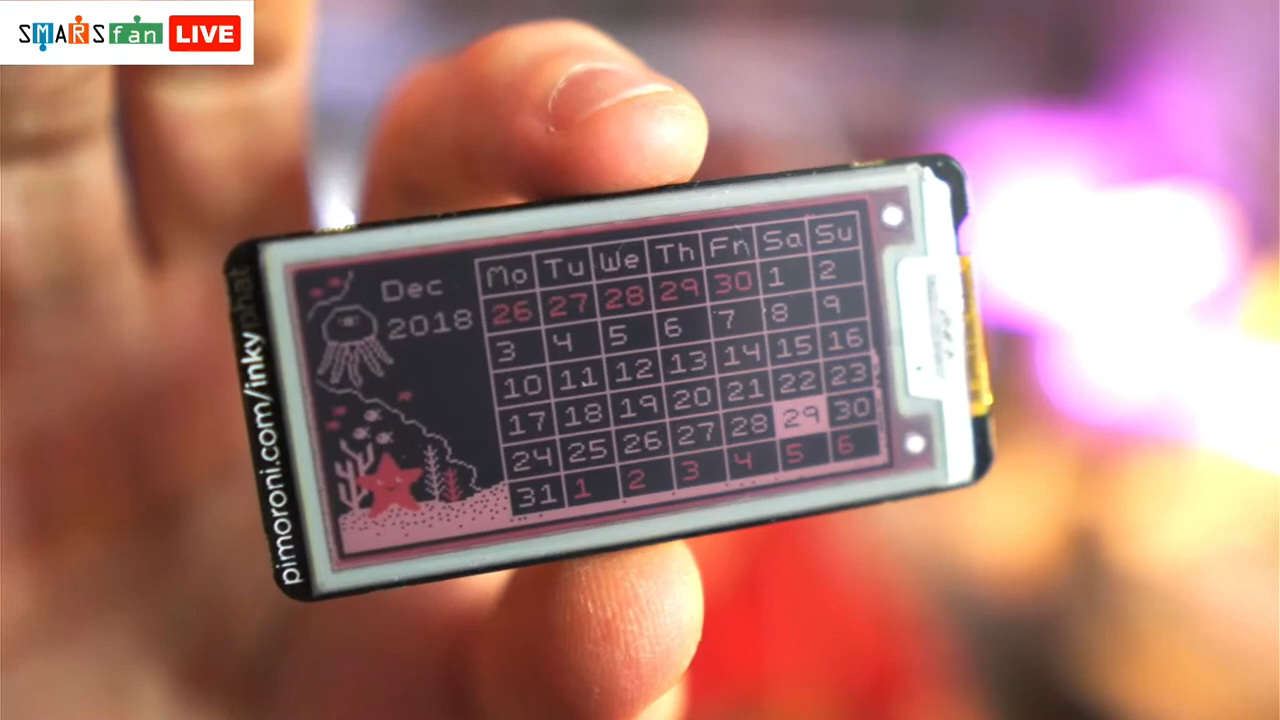 SMARSfan LIVE
Dec
2018
Mo Tu We Th Fr Sa Su
26 27 28 29 30 1 2
3 4 5 6 7 8 9
10 11 12 13 14 15 16
17 18 19 20 21 22 23
24 25 26 27 28 29 30
31 1 2 3 4 5 6
pimoroni.com/inkyphat